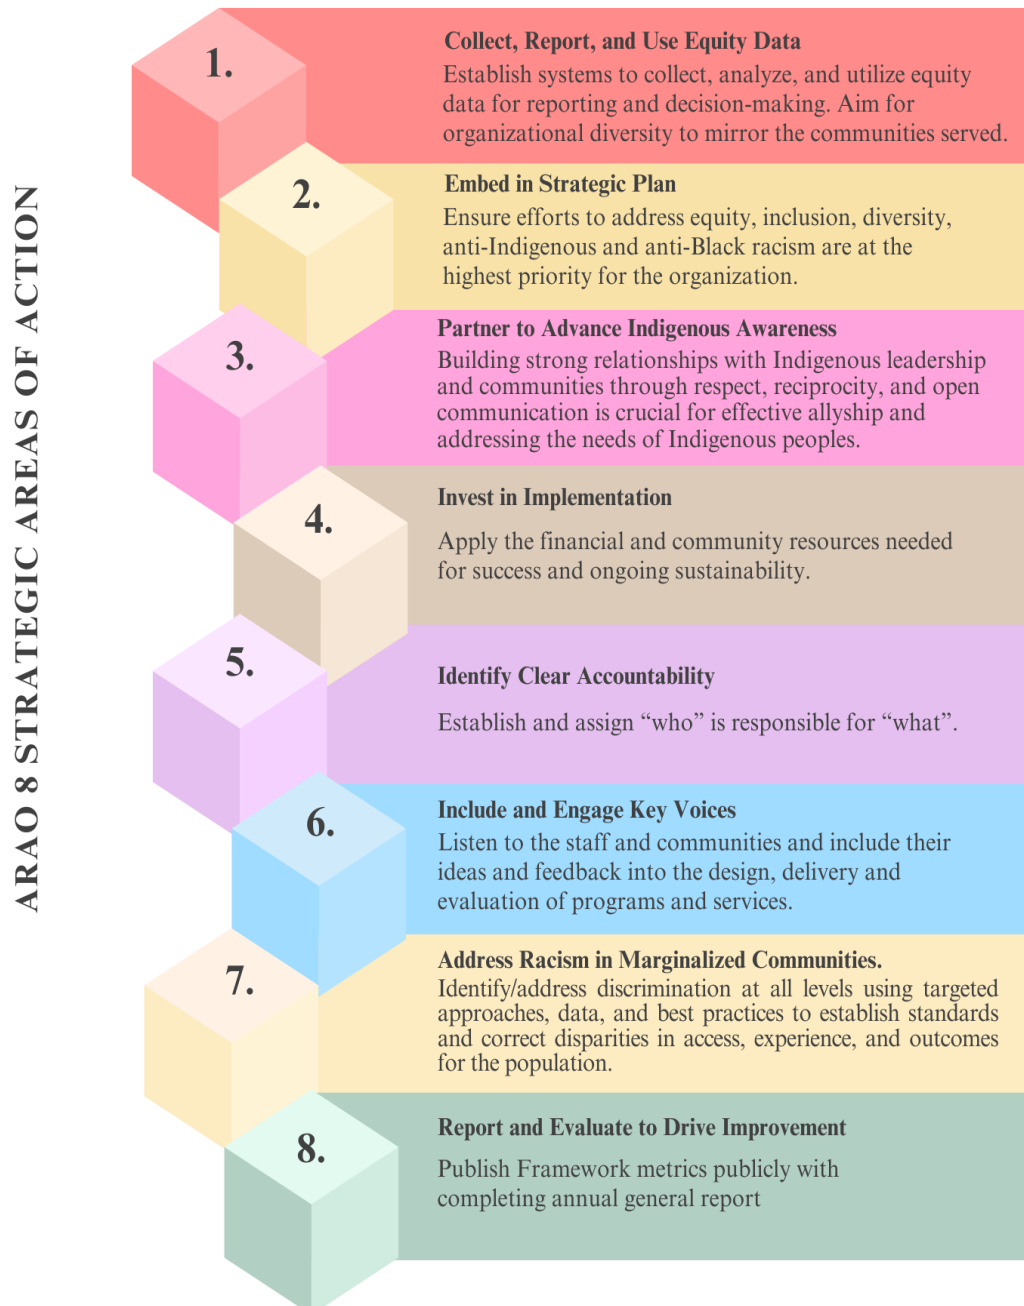 ARAO 8 STRATEGIC AREAS OF ACTION
1.
Collect, Report, and Use Equity Data
Establish systems to collect, analyze, and utilize equity
data for reporting and decision-making. Aim for
organizational diversity to mirror the communities served.
2.
Embed in Strategic Plan
Ensure efforts to address equity, inclusion, diversity,
anti-Indigenous and anti-Black racism are at the
highest priority for the organization.
3.
Partner to Advance Indigenous Awareness
Building strong relationships with Indigenous leadership
and communities through respect, reciprocity, and open
communication is crucial for effective allyship and
addressing the needs of Indigenous peoples.
4.
Invest in Implementation
Apply the financial and community resources needed
for success and ongoing sustainability.
5.
Identify Clear Accountability
Establish and assign “who” is responsible for “what”.
6.
Include and Engage Key Voices
Listen to the staff and communities and include their
ideas and feedback into the design, delivery and
evaluation of programs and services.
7.
Address Racism in Marginalized Communities.
Identify/address discrimination at all levels using targeted
approaches, data, and best practices to establish standards
and correct disparities in access, experience, and outcomes
for the population.
8.
Report and Evaluate to Drive Improvement
Publish Framework metrics publicly with
completing annual general report